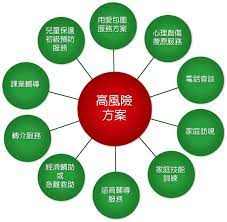 用愛包圍
服務方案
心理創傷
復原服務
電話會談
家庭訪視
家庭技能
訓練
諮商輔導
服務
經濟輔助
或
急難救助
轉介服務
課業輔導
兒童保護
初級預防
服務
高風險
方案